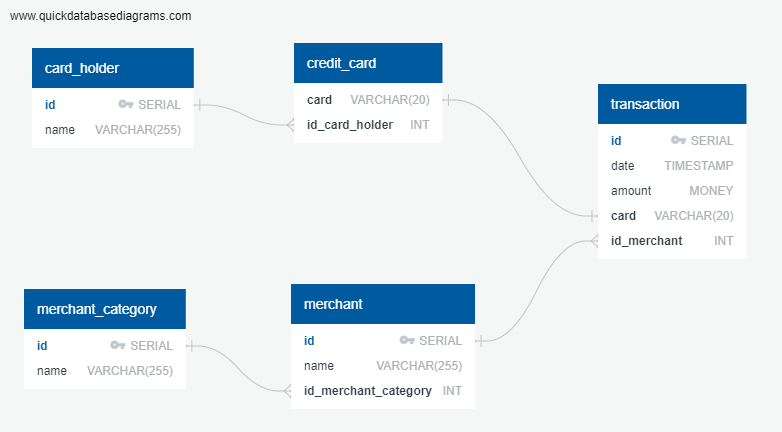 www.quickdatabasediagrams.com
card_holder
id SERIAL
name VARCHAR(255)
credit_card
card VARCHAR(20)
id_card_holder INT
transaction
id SERIAL
date TIMESTAMP
amount MONEY
card VARCHAR(20)
id_merchant INT
merchant_category
id SERIAL
name VARCHAR(255)
merchant
id SERIAL
name VARCHAR(255)
id_merchant_category INT